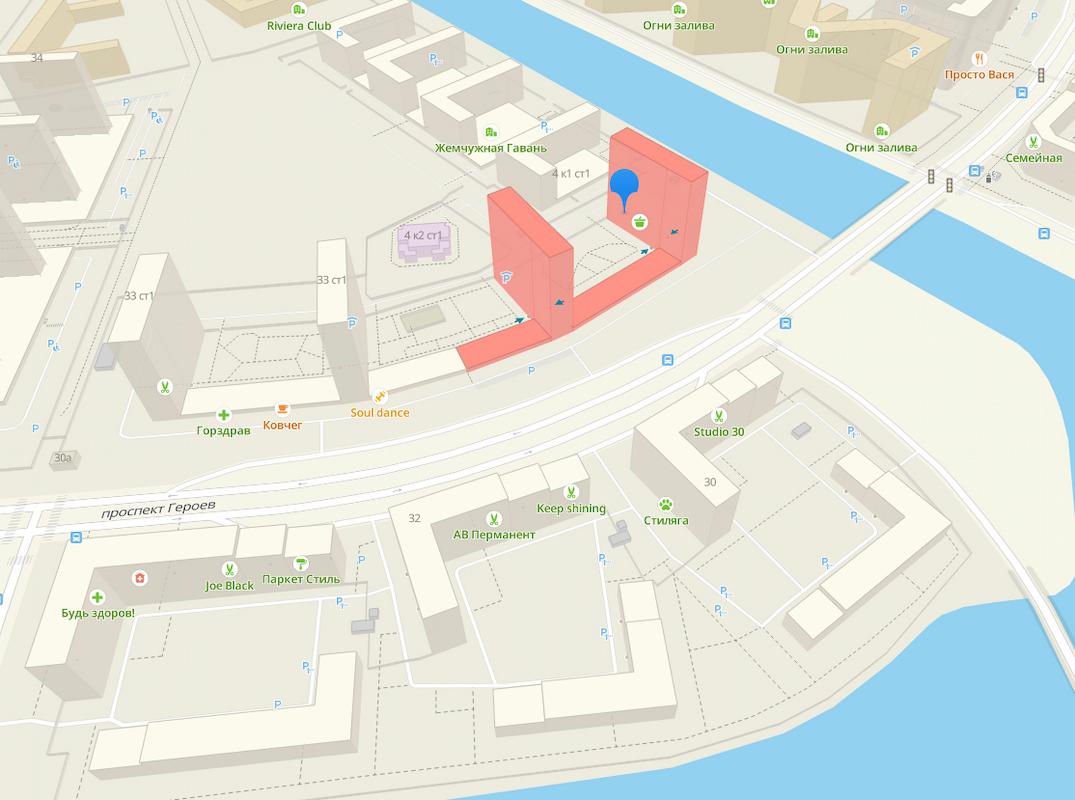 Riviera Club
Огни залива
Огни залива
34
Просто Вася
Жемчужная Гавань
Огни залива
Семейная
4 к1 ст1
4 к2 ст1
33 ст1
33 ст1
Soul dance
Горздрав
Ковчег
Studio 30
30а
проспект Героев
32
30
Keep shining
Стиляга
АВ Перманент
Joe Black
Паркет Стиль
Будь здоров!